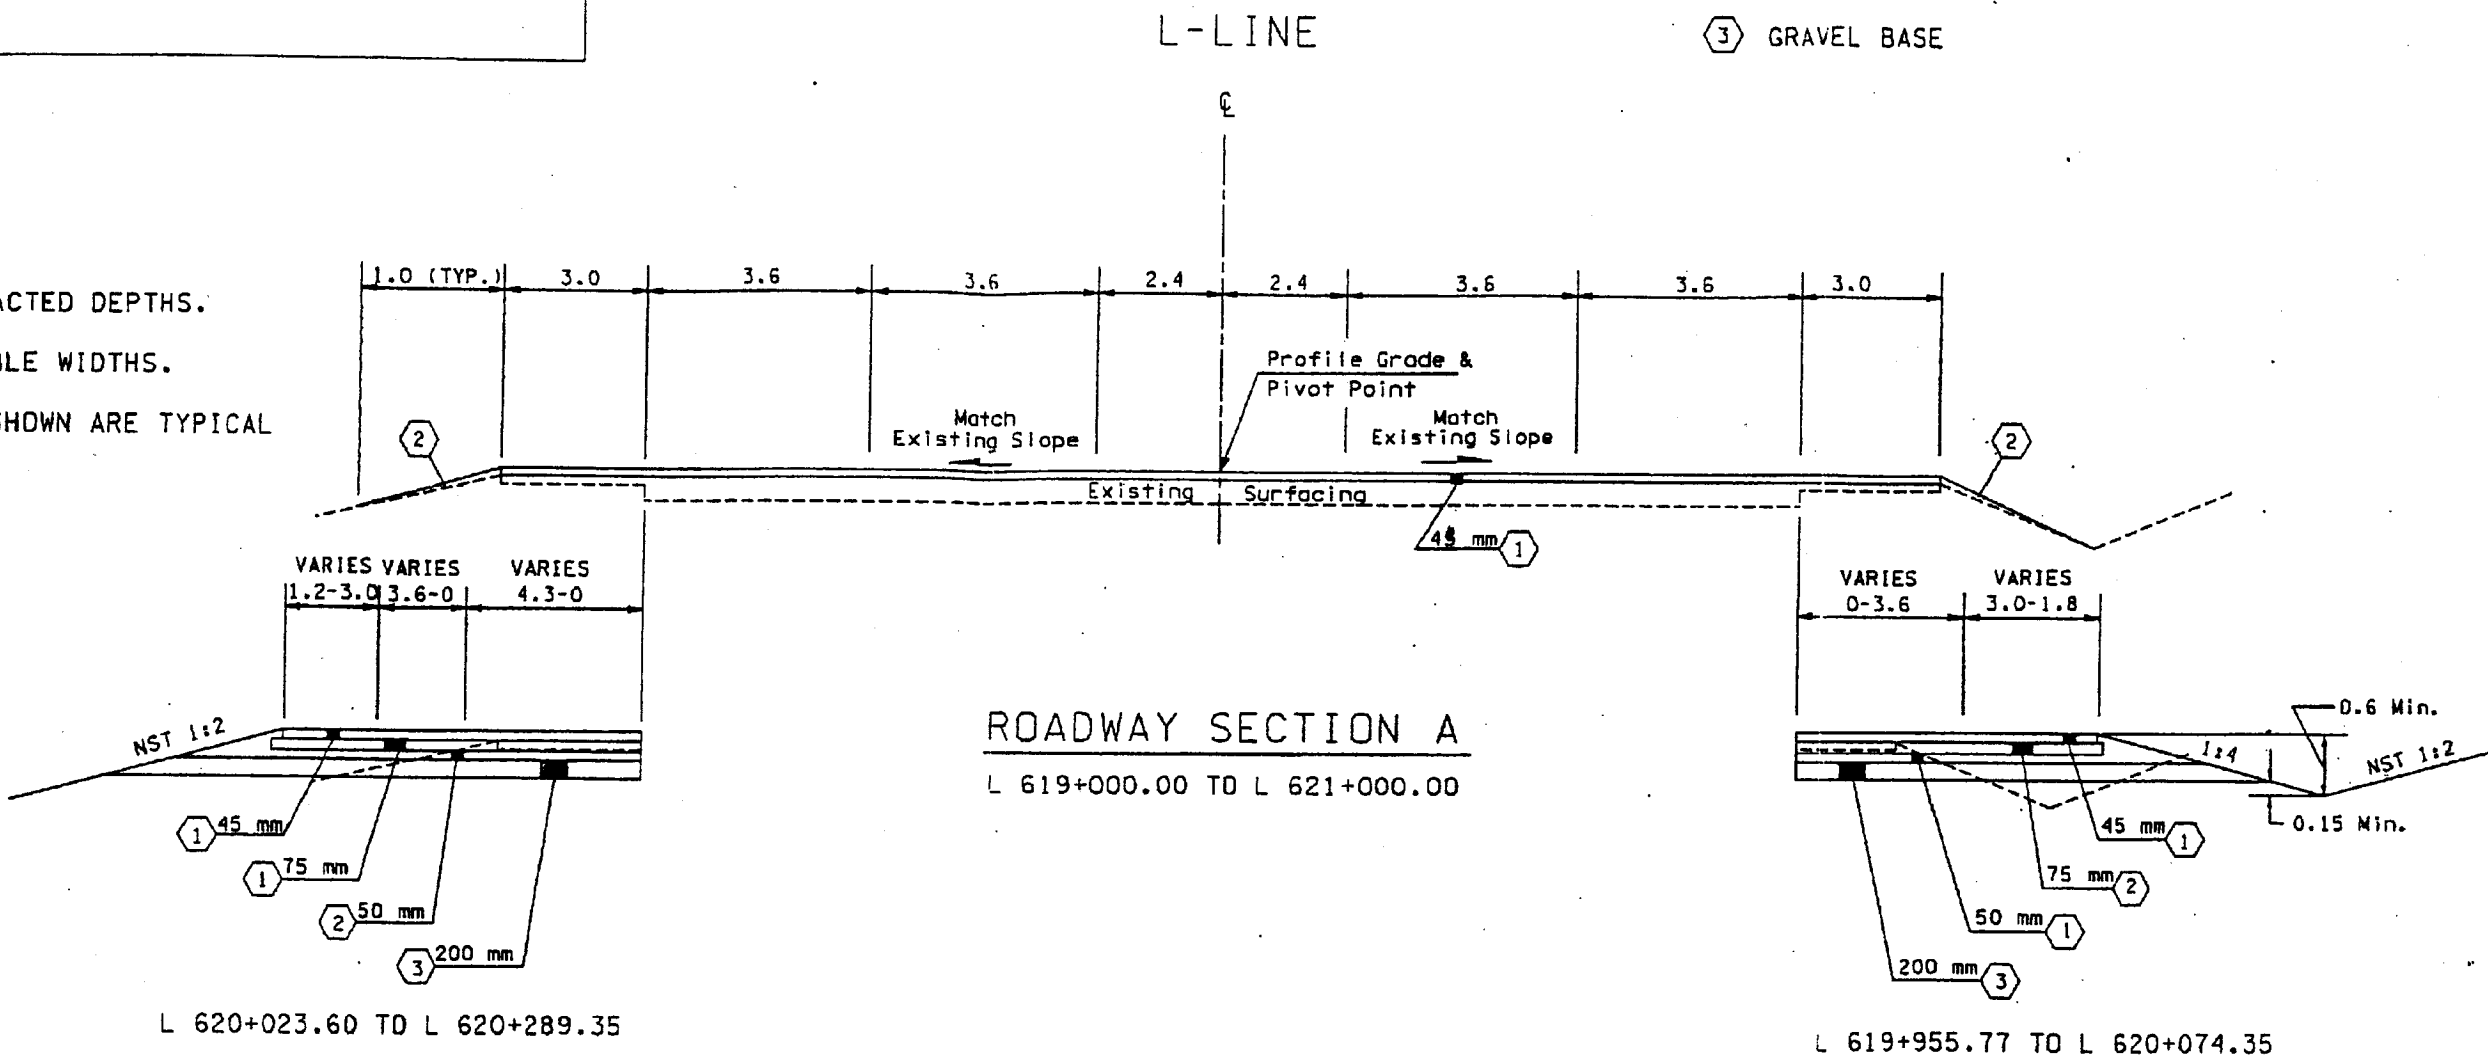 L-LINE
3 GRAVEL BASE
℄
1.0 (TYP.) 3.0 3.6 3.6 2.4 2.4 3.6 3.6 3.0
ACTED DEPTHS.
BLE WIDTHS.
SHOWN ARE TYPICAL
Profile Grade &
Pivot Point
Match
Existing Slope
Match
Existing Slope
2
2
Existing Surfacing
45 mm 1
VARIES VARIES VARIES
1.2-3.0 3.6-0 4.3-0
VARIES VARIES
0-3.6 3.0-1.8
NST 1:2
ROADWAY SECTION A
L 619+000.00 TO L 621+000.00
0.6 Min.
1:4
NST 1:2
0.15 Min.
1 45 mm
1 75 mm
2 50 mm
3 200 mm
45 mm 1
75 mm 2
50 mm 1
200 mm 3
L 620+023.60 TO L 620+289.35
L 619+955.77 TO L 620+074.35